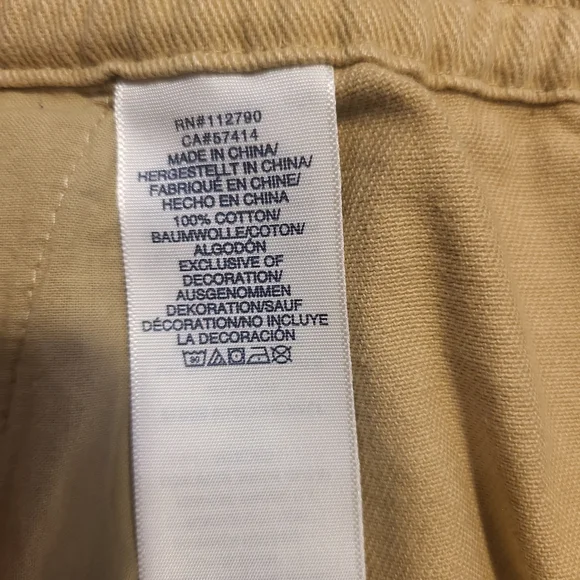 RN#112790
CA#57414
MADE IN CHINA/
HERGESTELLT IN CHINA/
FABRIQUÉ EN CHINE/
HECHO EN CHINA
100% COTTON/
BAUMWOLLE/COTON/
ALGODÓN
EXCLUSIVE OF
DECORATION/
AUSGENOMMEN
DEKORATION/SAUF
DÉCORATION/NO INCLUYE
LA DECORACIÓN